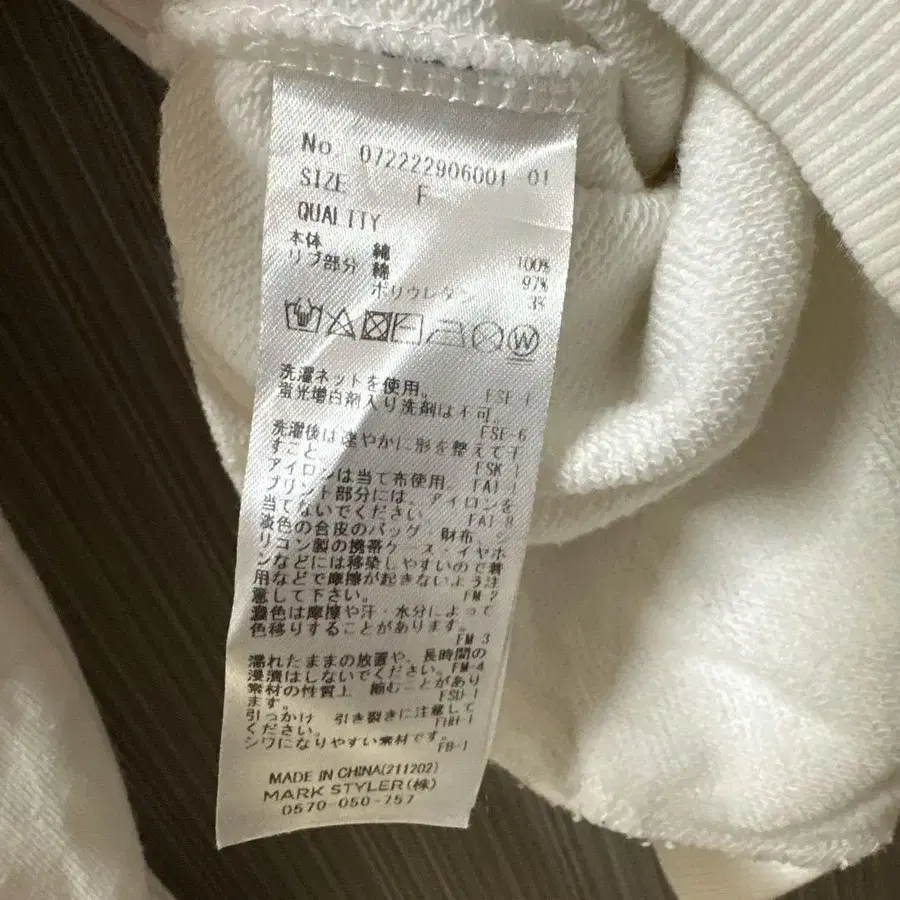 No. 072222906001 01
SIZE F
QUALITY
本体 綿 100%
リブ部分 綿 97%
ポリウレタン 3%
洗濯ネットを使用。 FSE-1
蛍光増白剤入り洗剤は不可。
FSE-6
洗濯後は速やかに形を整えて干
すこと。 FSK-1
アイロンは当て布使用。 FAI-1
プリント部分には、アイロンを
当てないでください。 FAI-8
淡色の合皮のバッグ、財布、シ
リコン製の携帯ケース・イヤホ
ンなどには移染しやすいので着
用などで摩擦が起きないよう注
意して下さい。 FM-2
濃色は摩擦や汗・水分によって
色移りすることがあります。
FM-3
濡れたままの放置や、長時間の
浸漬はしないでください。FM-4
素材の性質上、縮むことがあり
ます。 FSU-1
引っかけ、引き裂きに注意して
ください。 FHH-1
シワになりやすい素材です。
FB-1
MADE IN CHINA(211202)
MARK STYLER(株)
0570-050-757